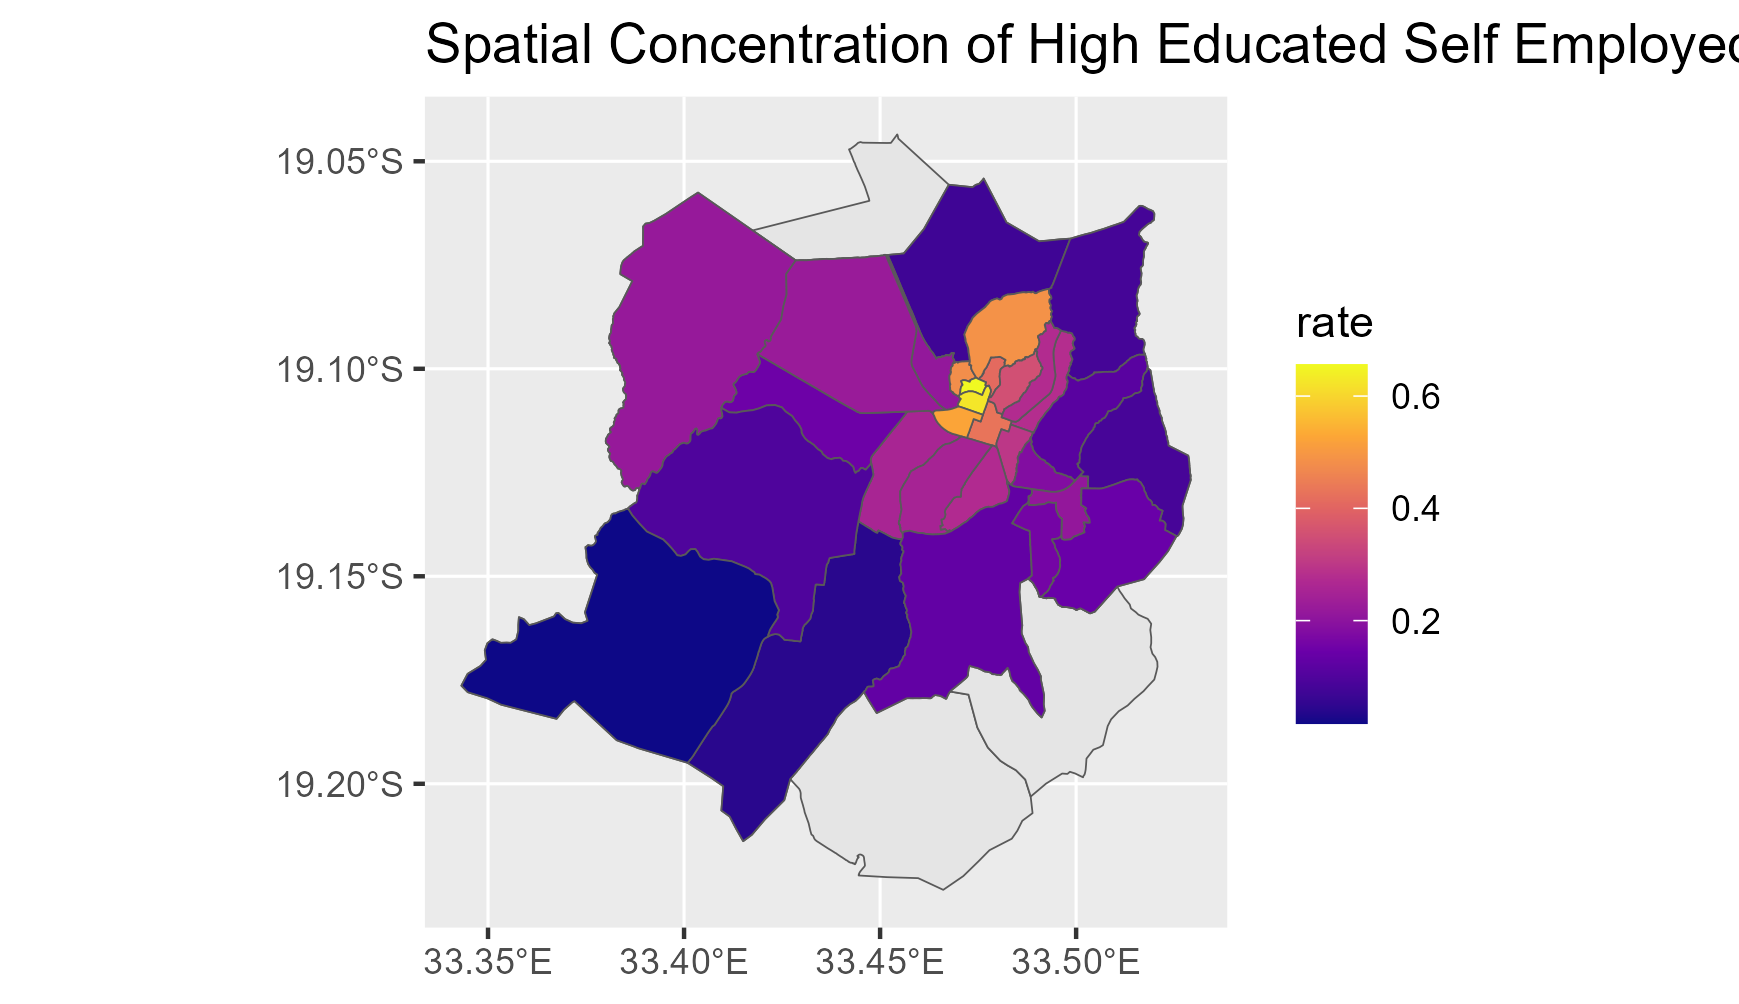 Spatial Concentration of High Educated Self Employe
19.05°S
19.10°S
19.15°S
19.20°S
33.35°E
33.40°E
33.45°E
33.50°E
rate
0.6
0.4
0.2